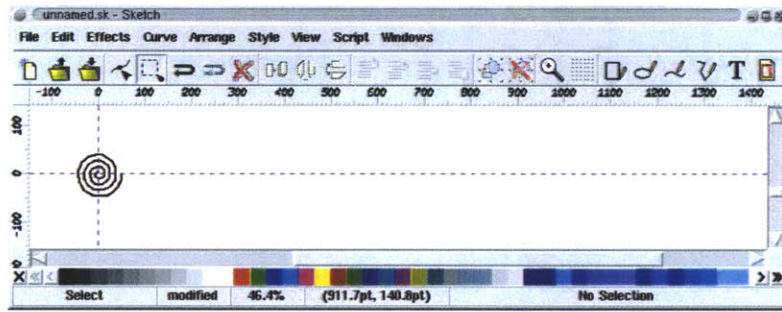 unnamed.sk - Sketch
File Edit Effects Curve Arrange Style View Script Windows
T
-100 0 100 200 300 400 500 600 700 800 900 1000 1100 1200 1300 1400
100
0
-100
Select modified 46.4% (911.7pt, 140.8pt) No Selection